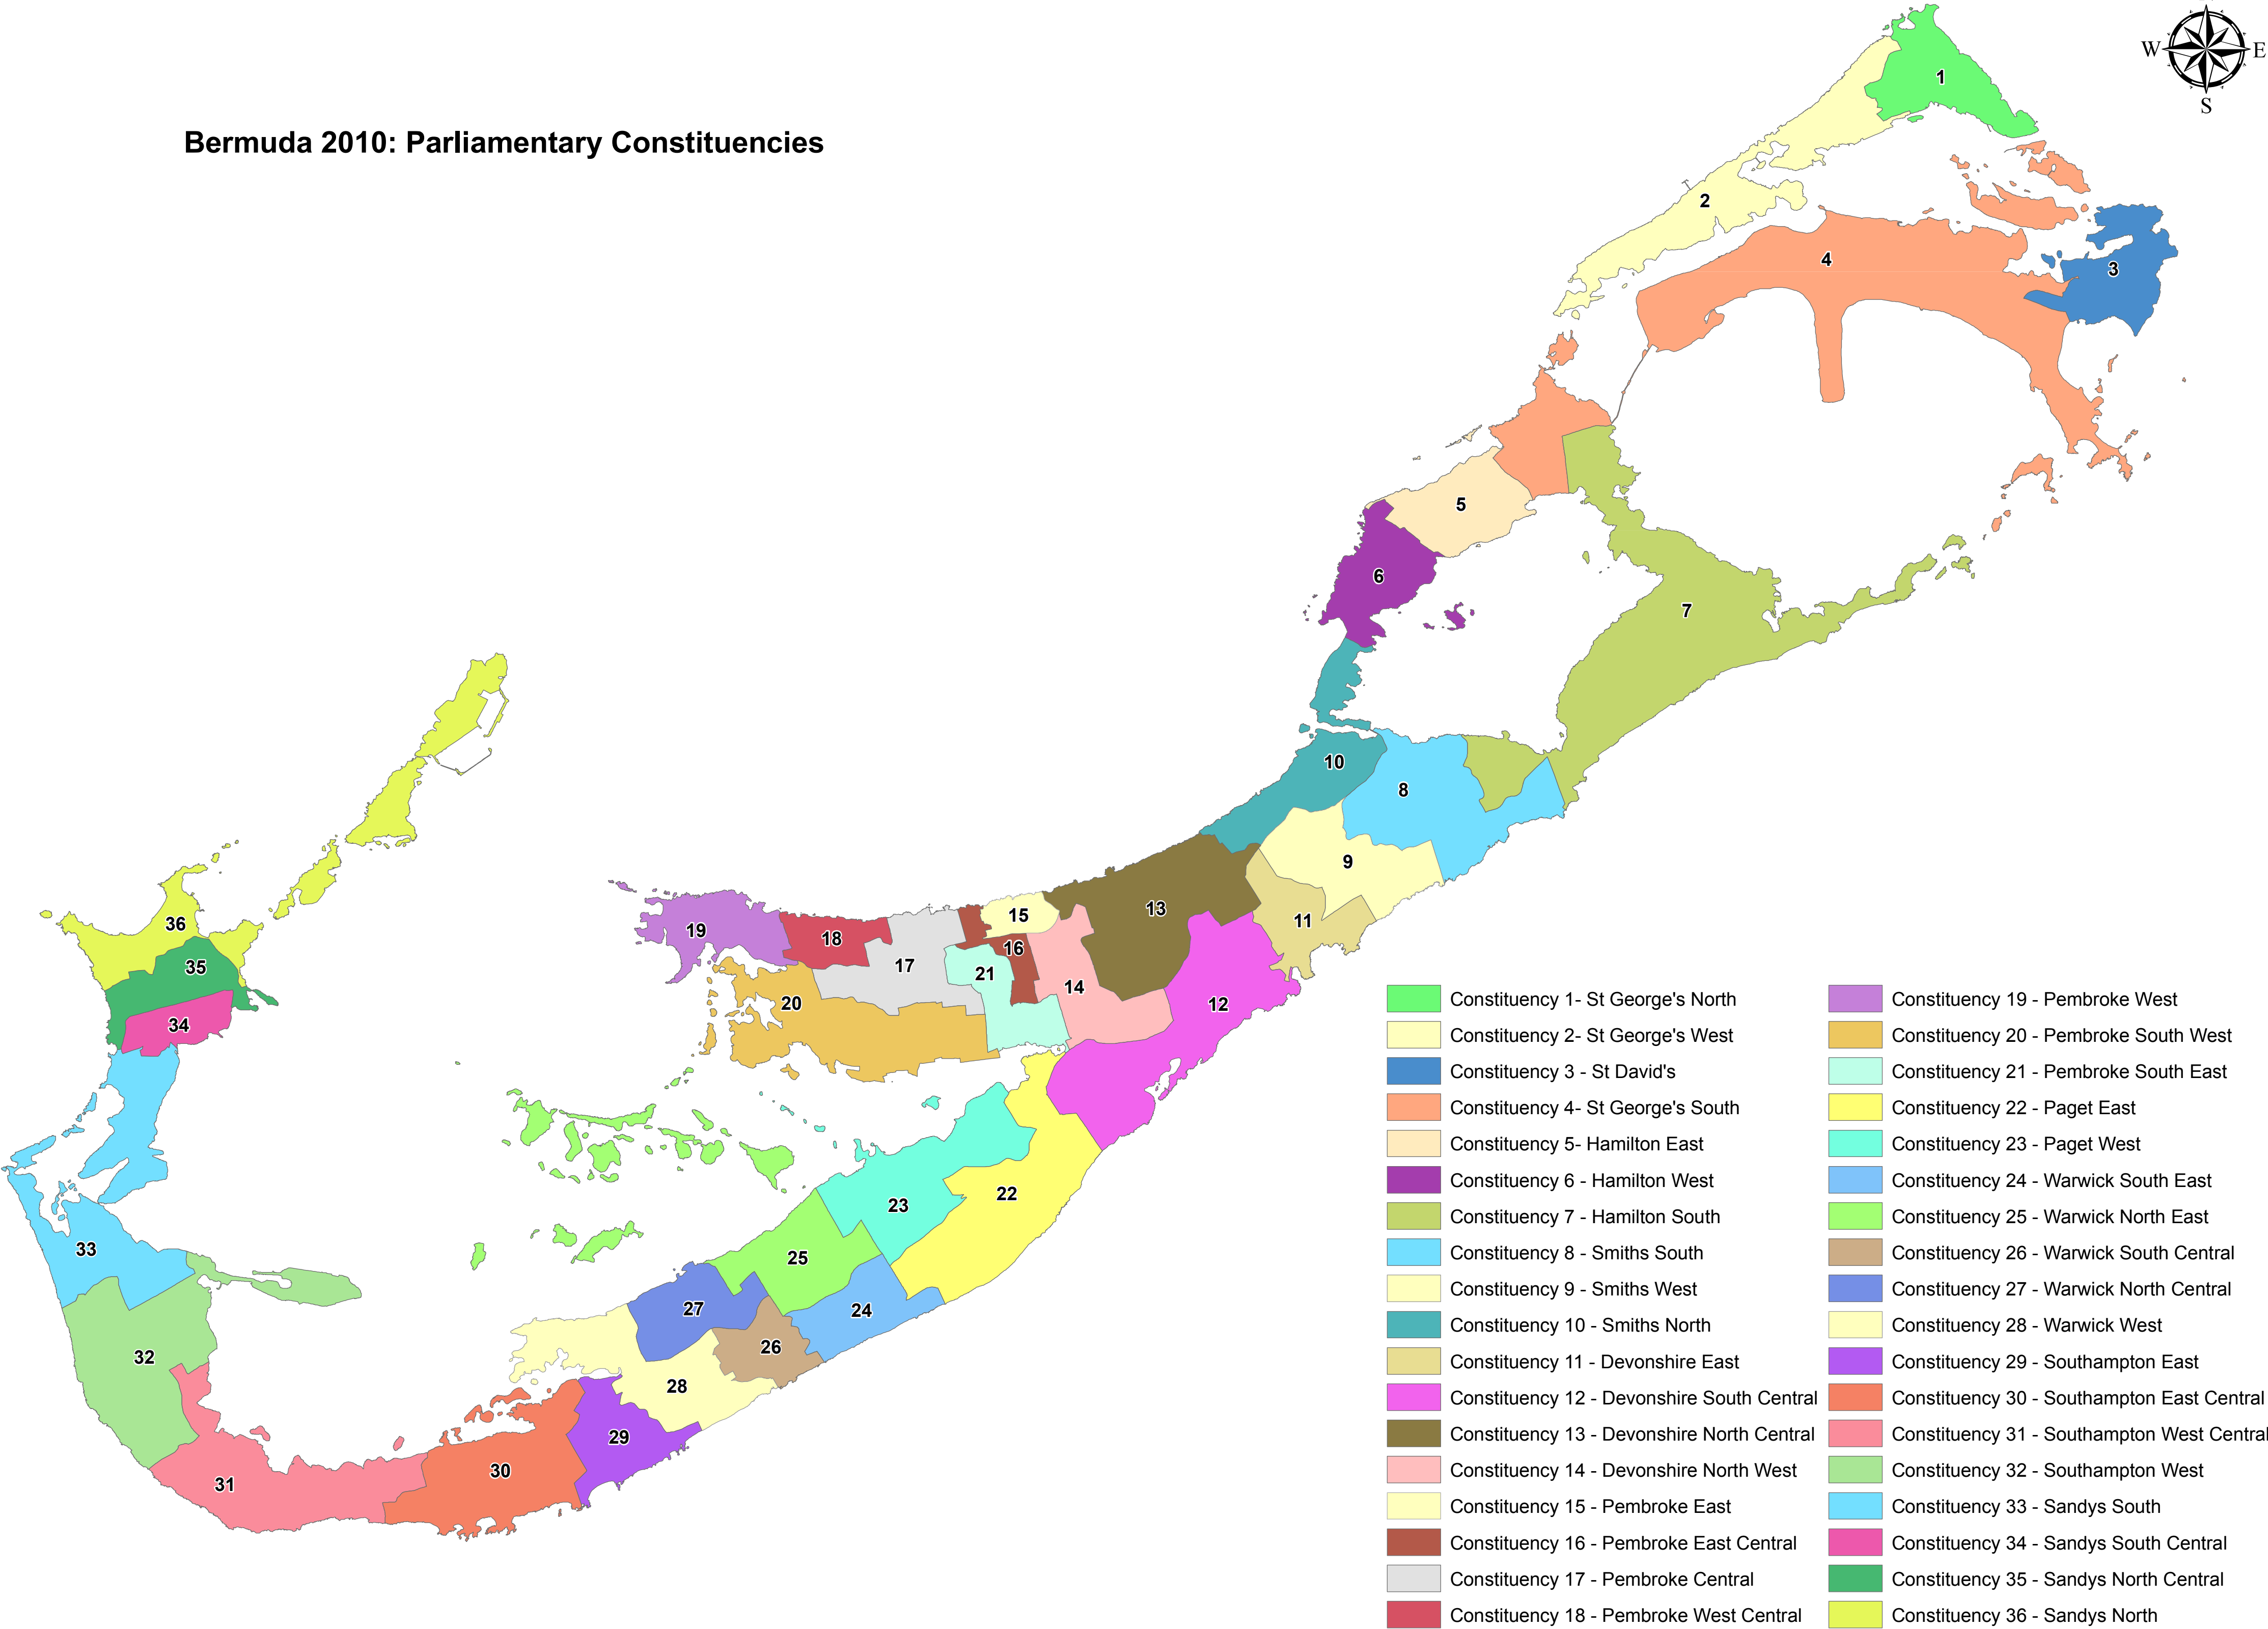 W E
S
Bermuda 2010: Parliamentary Constituencies
1
2
3
4
5
6
7
8
9
10
11
12
13
14
15
16
17
18
19
20
21
22
23
24
25
26
27
28
29
30
31
32
33
34
35
36
Constituency 1- St George's North
Constituency 2- St George's West
Constituency 3 - St David's
Constituency 4- St George's South
Constituency 5- Hamilton East
Constituency 6 - Hamilton West
Constituency 7 - Hamilton South
Constituency 8 - Smiths South
Constituency 9 - Smiths West
Constituency 10 - Smiths North
Constituency 11 - Devonshire East
Constituency 12 - Devonshire South Central
Constituency 13 - Devonshire North Central
Constituency 14 - Devonshire North West
Constituency 15 - Pembroke East
Constituency 16 - Pembroke East Central
Constituency 17 - Pembroke Central
Constituency 18 - Pembroke West Central
Constituency 19 - Pembroke West
Constituency 20 - Pembroke South West
Constituency 21 - Pembroke South East
Constituency 22 - Paget East
Constituency 23 - Paget West
Constituency 24 - Warwick South East
Constituency 25 - Warwick North East
Constituency 26 - Warwick South Central
Constituency 27 - Warwick North Central
Constituency 28 - Warwick West
Constituency 29 - Southampton East
Constituency 30 - Southampton East Central
Constituency 31 - Southampton West Central
Constituency 32 - Southampton West
Constituency 33 - Sandys South
Constituency 34 - Sandys South Central
Constituency 35 - Sandys North Central
Constituency 36 - Sandys North